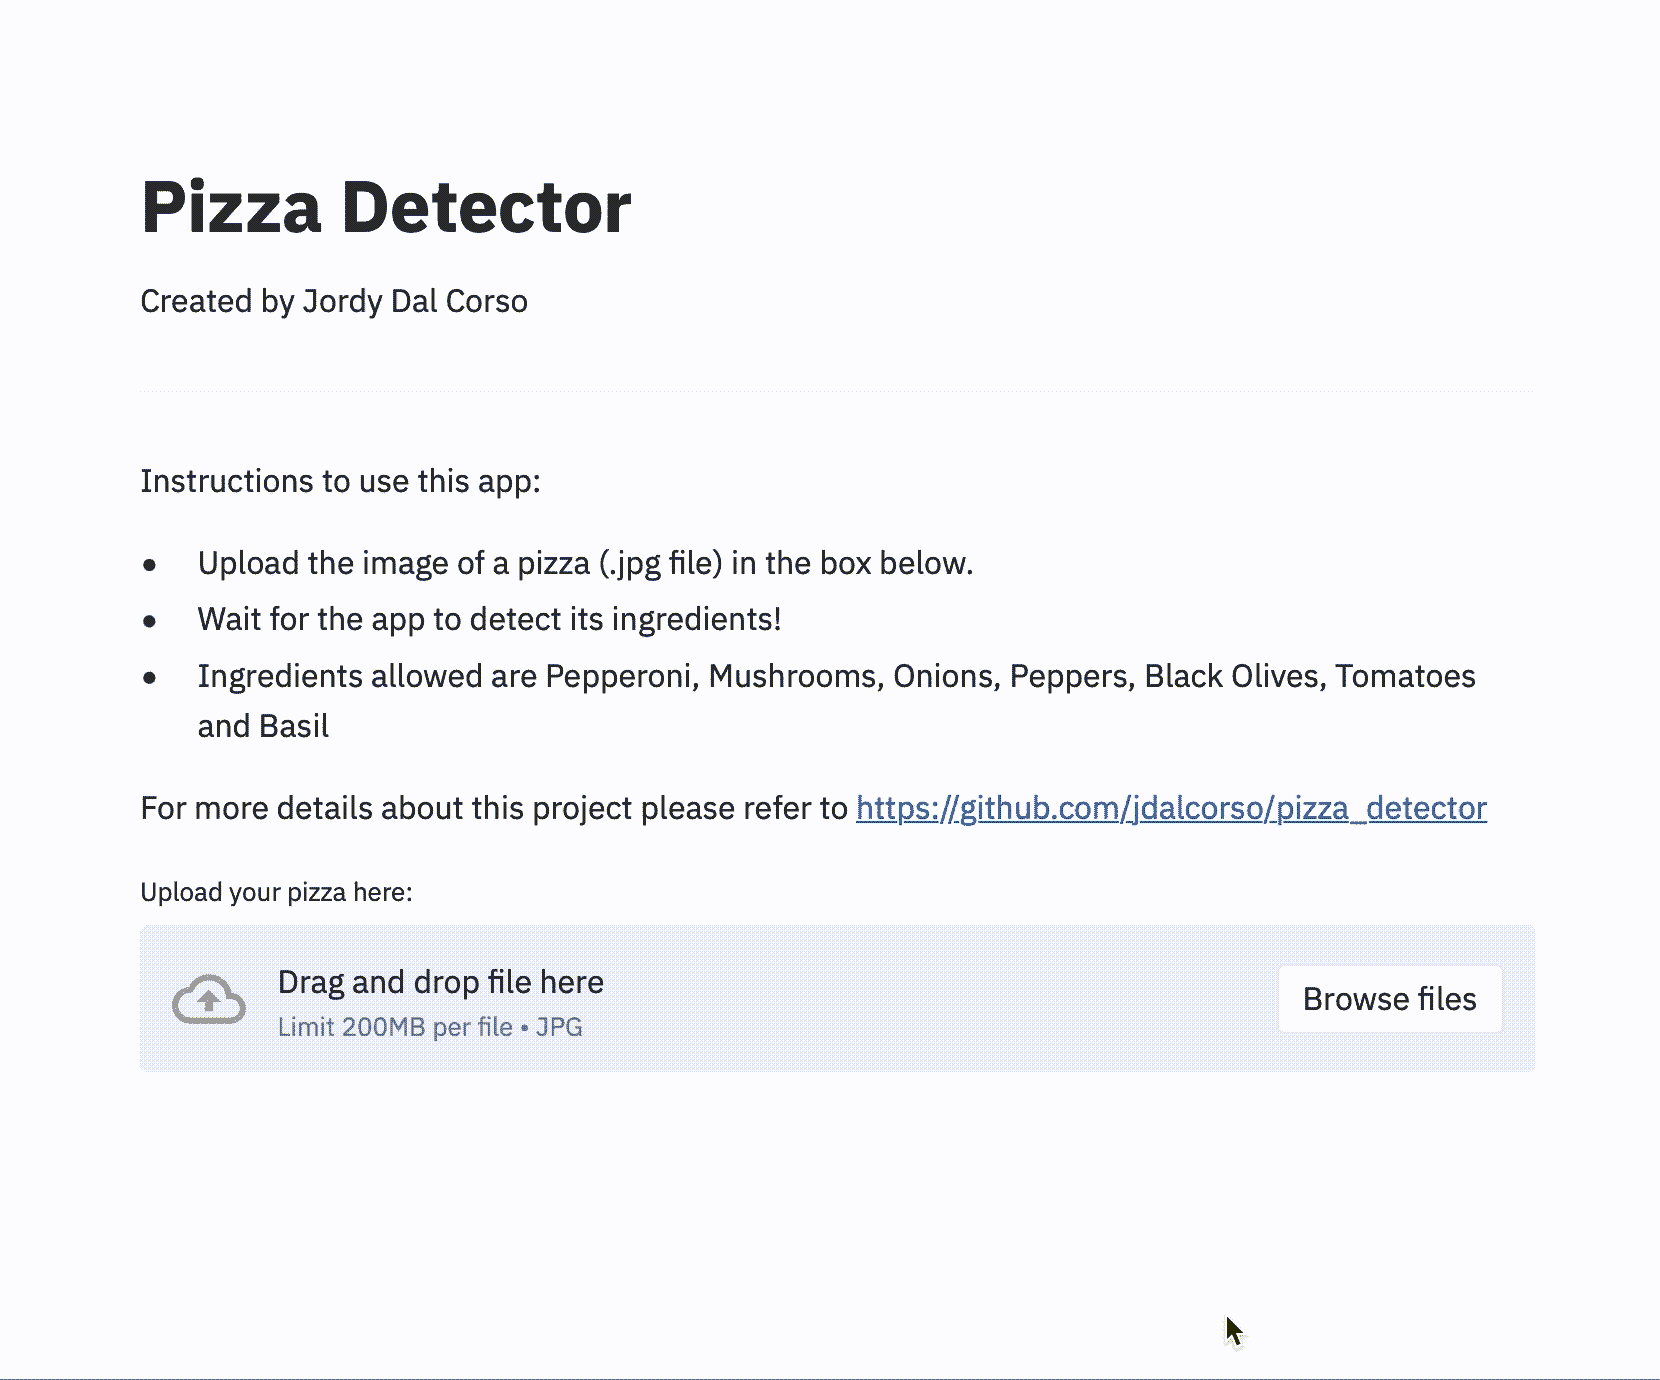 Pizza Detector
Created by Jordy Dal Corso
Instructions to use this app:
• Upload the image of a pizza (.jpg file) in the box below.
• Wait for the app to detect its ingredients!
• Ingredients allowed are Pepperoni, Mushrooms, Onions, Peppers, Black Olives, Tomatoes
and Basil
For more details about this project please refer to https://github.com/jdalcorso/pizza_detector
Upload your pizza here:
Drag and drop file here
Limit 200MB per file • JPG
Browse files